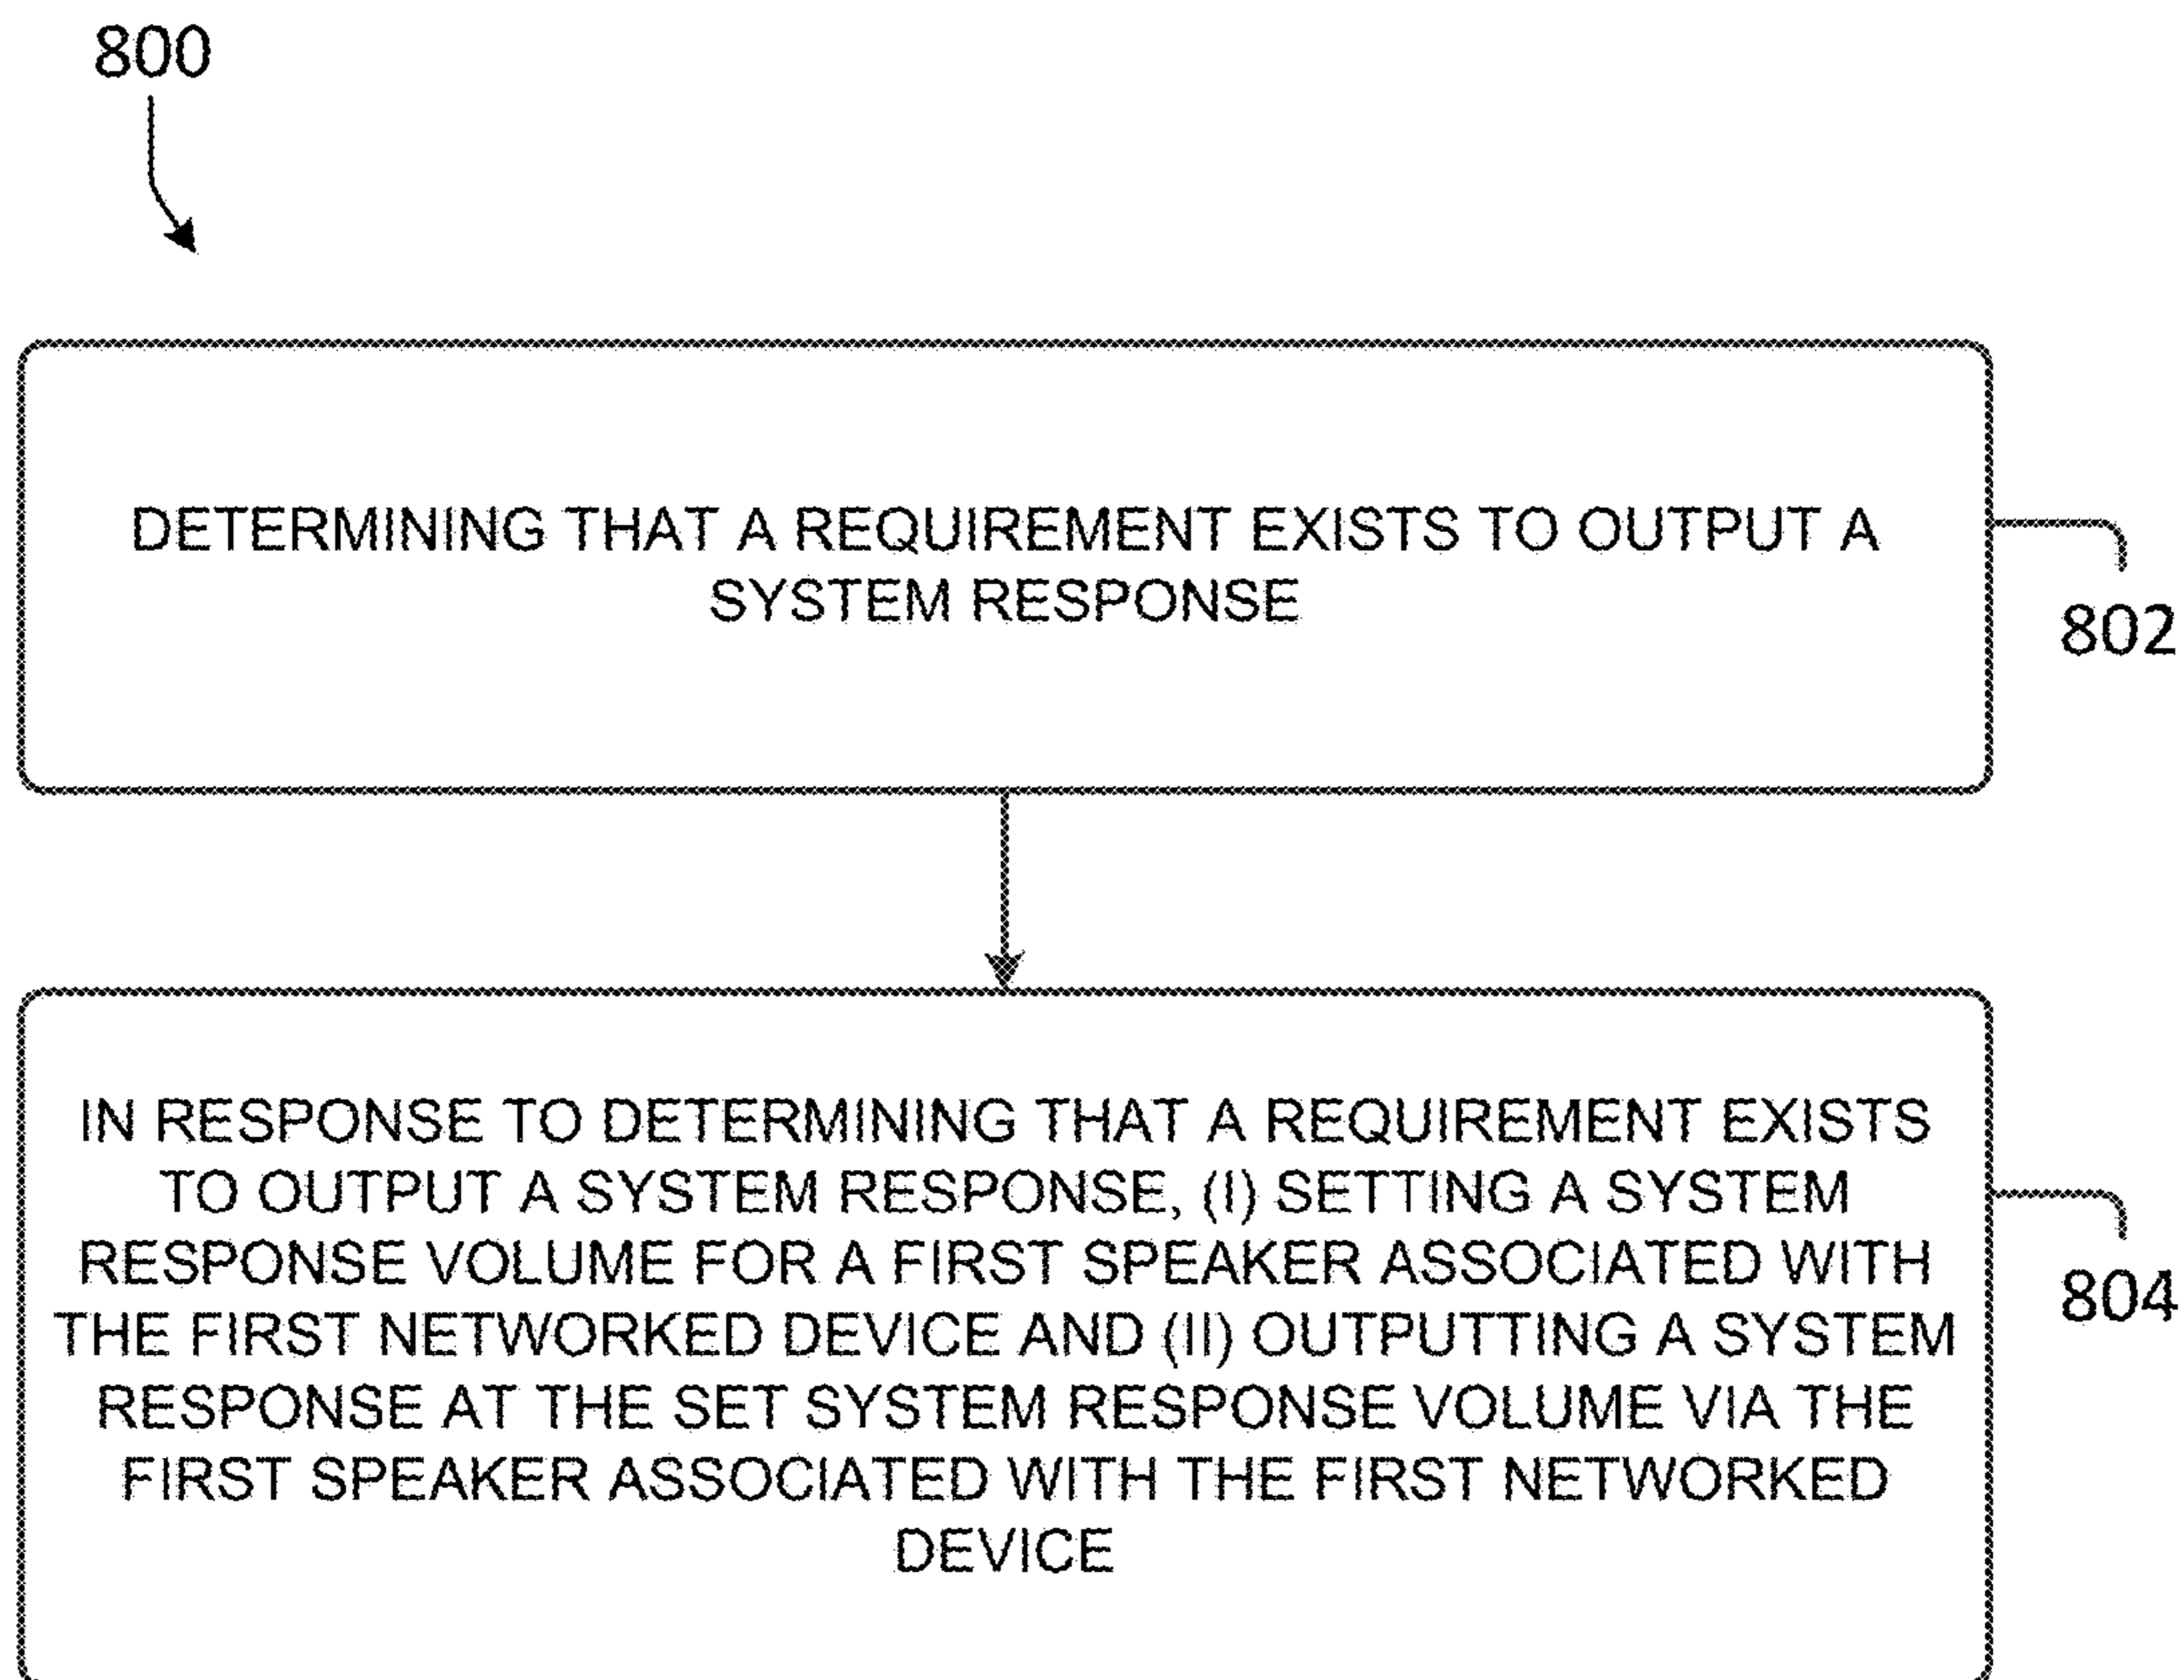 800
DETERMINING THAT A REQUIREMENT EXISTS TO OUTPUT A
SYSTEM RESPONSE
802
IN RESPONSE TO DETERMINING THAT A REQUIREMENT EXISTS
TO OUTPUT A SYSTEM RESPONSE, (I) SETTING A SYSTEM
RESPONSE VOLUME FOR A FIRST SPEAKER ASSOCIATED WITH
THE FIRST NETWORKED DEVICE AND (II) OUTPUTTING A SYSTEM
RESPONSE AT THE SET SYSTEM RESPONSE VOLUME VIA THE
FIRST SPEAKER ASSOCIATED WITH THE FIRST NETWORKED
DEVICE
804